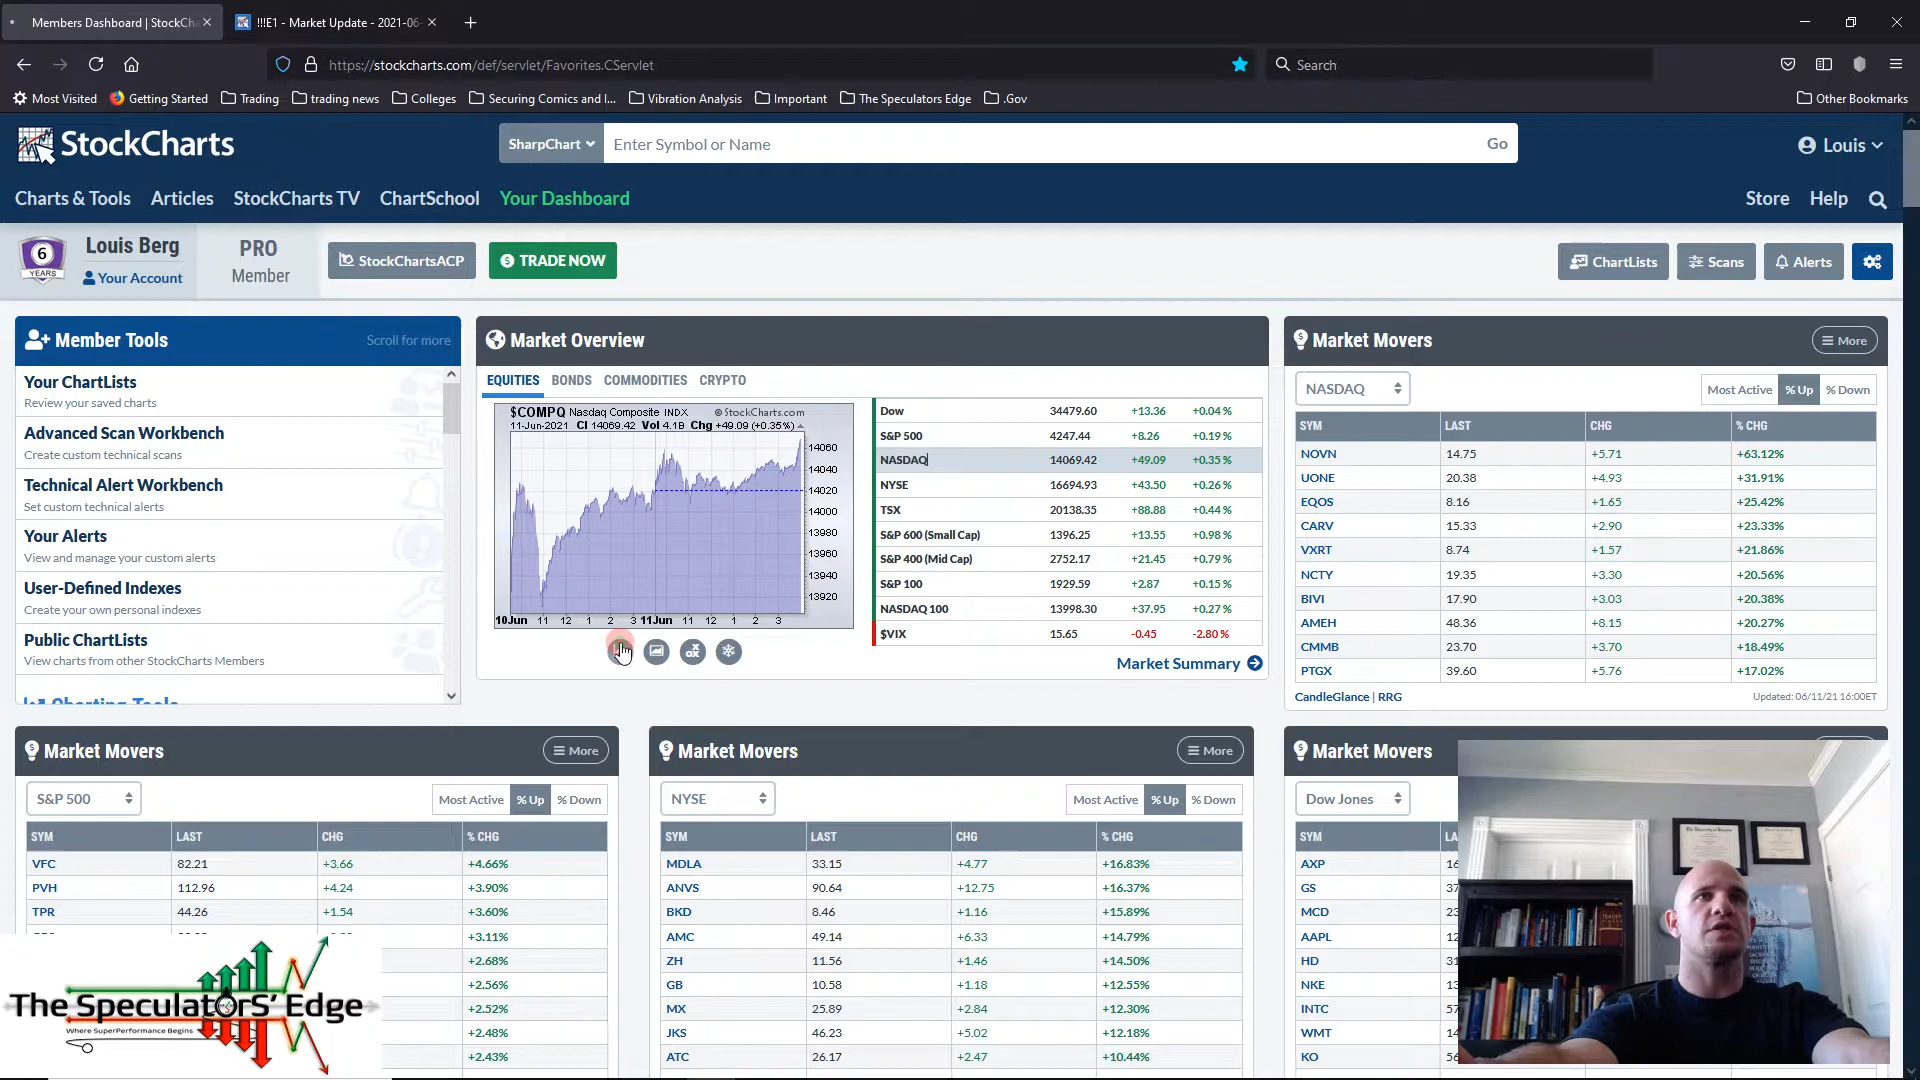 Members Dashboard | StockCha
!!!E1 - Market Update - 2021-06-
https://stockcharts.com/def/servlet/Favorites.CServlet
Search
Most Visited
Getting Started
Trading
trading news
Colleges
Securing Comics and I...
Vibration Analysis
Important
The Speculators Edge
.Gov
Other Bookmarks
StockCharts
SharpChart
Enter Symbol or Name
Go
Louis
Charts & Tools
Articles
StockCharts TV
ChartSchool
Your Dashboard
Store
Help
6
YEARS
Louis Berg
Your Account
PRO
Member
StockChartsACP
TRADE NOW
ChartLists
Scans
Alerts
Member Tools
Scroll for more
Your ChartLists
Review your saved charts
Advanced Scan Workbench
Create custom technical scans
Technical Alert Workbench
Set custom technical alerts
Your Alerts
View and manage your custom alerts
User-Defined Indexes
Create your own personal indexes
Public ChartLists
View charts from other StockCharts Members
Charting Tools
Market Overview
EQUITIES BONDS COMMODITIES CRYPTO
$COMPQ Nasdaq Composite INDX © StockCharts.com
11-Jun-2021 Cl 14069.42 Vol 4.1B Chg +49.09 (+0.35%)
14060
14040
14020
14000
13980
13960
13940
13920
10Jun 11 12 1 2 3 11Jun 11 12 1 2 3
Dow 34479.60 +13.36 +0.04 %
S&P 500 4247.44 +8.26 +0.19 %
NASDAQ 14069.42 +49.09 +0.35 %
NYSE 16694.93 +43.50 +0.26 %
TSX 20138.35 +88.88 +0.44 %
S&P 600 (Small Cap) 1396.25 +13.55 +0.98 %
S&P 400 (Mid Cap) 2752.17 +21.45 +0.79 %
S&P 100 1929.59 +2.87 +0.15 %
NASDAQ 100 13998.30 +37.95 +0.27 %
$VIX 15.65 -0.45 -2.80 %
Market Summary
Market Movers
More
NASDAQ
Most Active % Up % Down
SYM LAST CHG % CHG
NOVN 14.75 +5.71 +63.12%
UONE 20.38 +4.93 +31.91%
EQOS 8.16 +1.65 +25.42%
CARV 15.33 +2.90 +23.33%
VXRT 8.74 +1.57 +21.86%
NCTY 19.35 +3.30 +20.56%
BIVI 17.90 +3.03 +20.38%
AMEH 48.36 +8.15 +20.27%
CMMB 23.70 +3.70 +18.49%
PTGX 39.60 +5.76 +17.02%
CandleGlance | RRG
Updated: 06/11/21 16:00ET
Market Movers
More
S&P 500
Most Active % Up % Down
SYM LAST CHG % CHG
VFC 82.21 +3.66 +4.66%
PVH 112.96 +4.24 +3.90%
TPR 44.26 +1.54 +3.60%
+3.11%
+2.68%
+2.56%
+2.52%
+2.48%
+2.43%
The SpeculatorS' Edge
Where SuperPerformance Begins
Market Movers
More
NYSE
Most Active % Up % Down
SYM LAST CHG % CHG
MDLA 33.15 +4.77 +16.83%
ANVS 90.64 +12.75 +16.37%
BKD 8.46 +1.16 +15.89%
AMC 49.14 +6.33 +14.79%
ZH 11.56 +1.46 +14.50%
GB 10.58 +1.18 +12.55%
MX 25.89 +2.84 +12.30%
JKS 46.23 +5.02 +12.18%
ATC 26.17 +2.47 +10.44%
Market Movers
Dow Jones
SYM LA
AXP 16
GS 37
MCD 23
AAPL 12
HD 31
NKE 13
INTC 57
WMT 14
KO 56